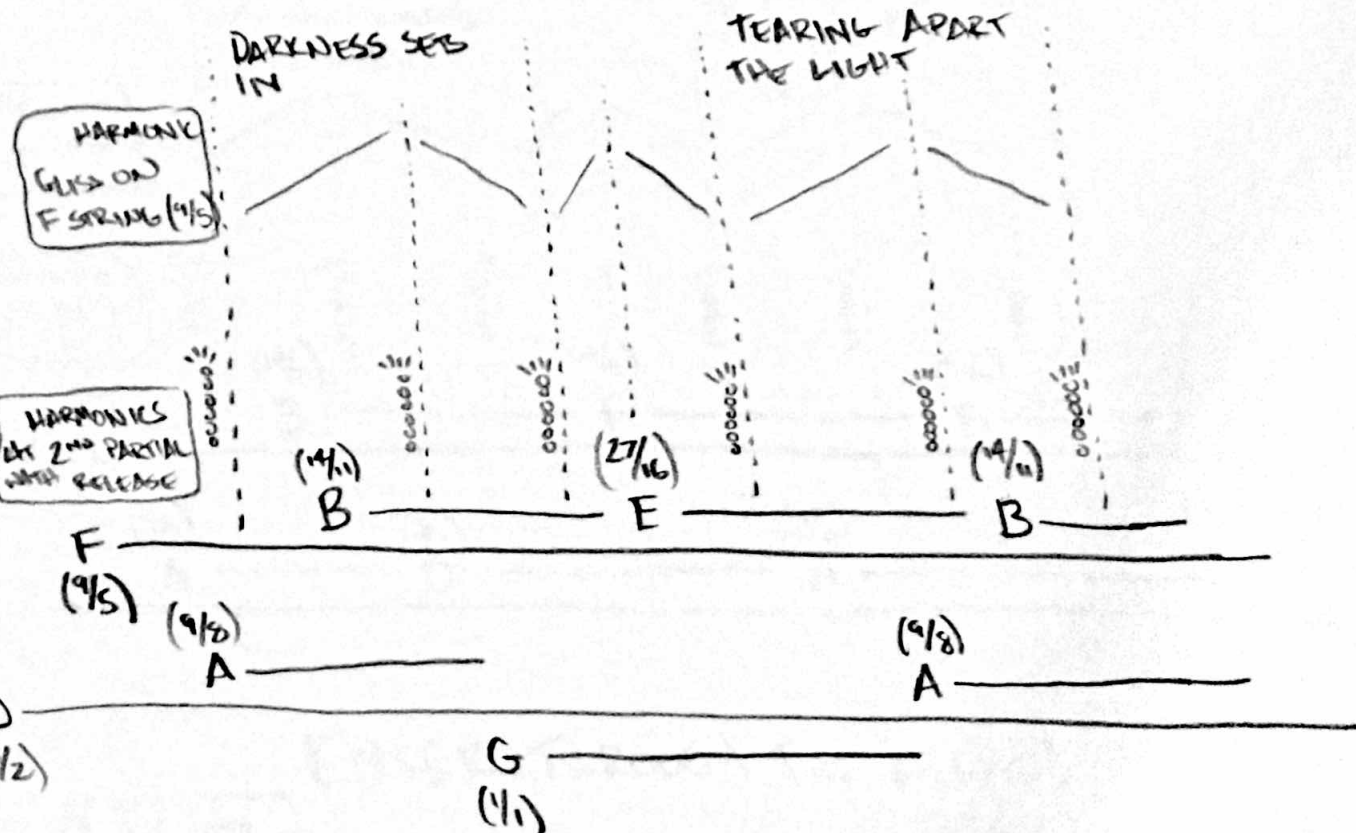 DARKNESS SETS
IN
TEARING APART
THE LIGHT
HARMONIC
GLISS ON
F STRING (9/5)
HARMONICS
AT 2ND PARTIAL
WITH RELEASE
(14/11)
B
(27/16)
E
(14/11)
B
F
(9/5)
(9/8)
A
(9/8)
A
G
(1/1)
/2)